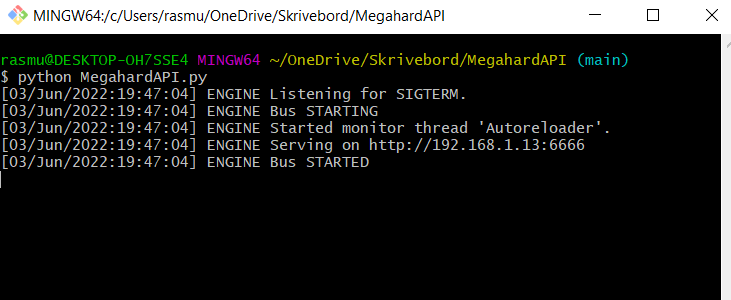 MINGW64:/c/Users/rasmu/OneDrive/Skrivebord/MegahardAPI
rasmu@DESKTOP-OH7SSE4 MINGW64 ~/OneDrive/Skrivebord/MegahardAPI (main)
$ python MegahardAPI.py
[03/Jun/2022:19:47:04] ENGINE Listening for SIGTERM.
[03/Jun/2022:19:47:04] ENGINE Bus STARTING
[03/Jun/2022:19:47:04] ENGINE Started monitor thread 'Autoreloader'.
[03/Jun/2022:19:47:04] ENGINE Serving on http://192.168.1.13:6666
[03/Jun/2022:19:47:04] ENGINE Bus STARTED